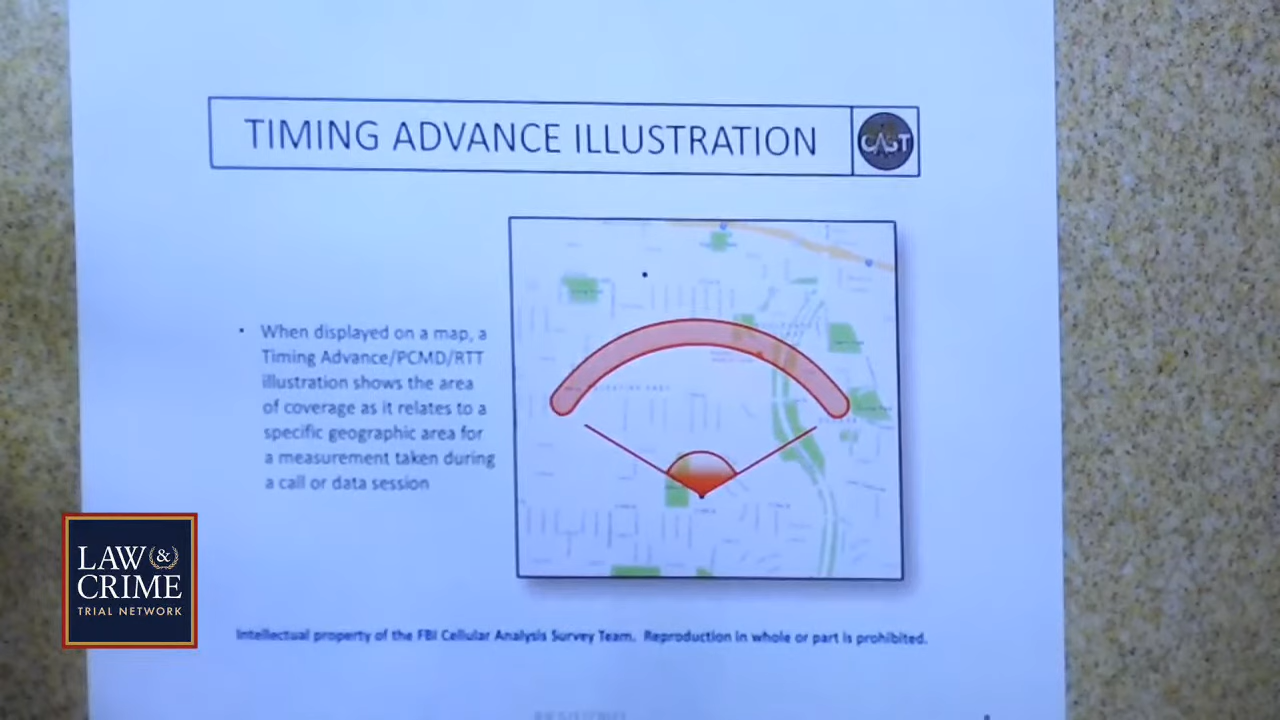 TIMING ADVANCE ILLUSTRATION
CAST
• When displayed on a map, a
Timing Advance/PCMD/RTT
illustration shows the area
of coverage as it relates to a
specific geographic area for
a measurement taken during
a call or data session
LAW &
CRIME
TRIAL NETWORK
Intellectual property of the FBI Cellular Analysis Survey Team. Reproduction in whole or part is prohibited.